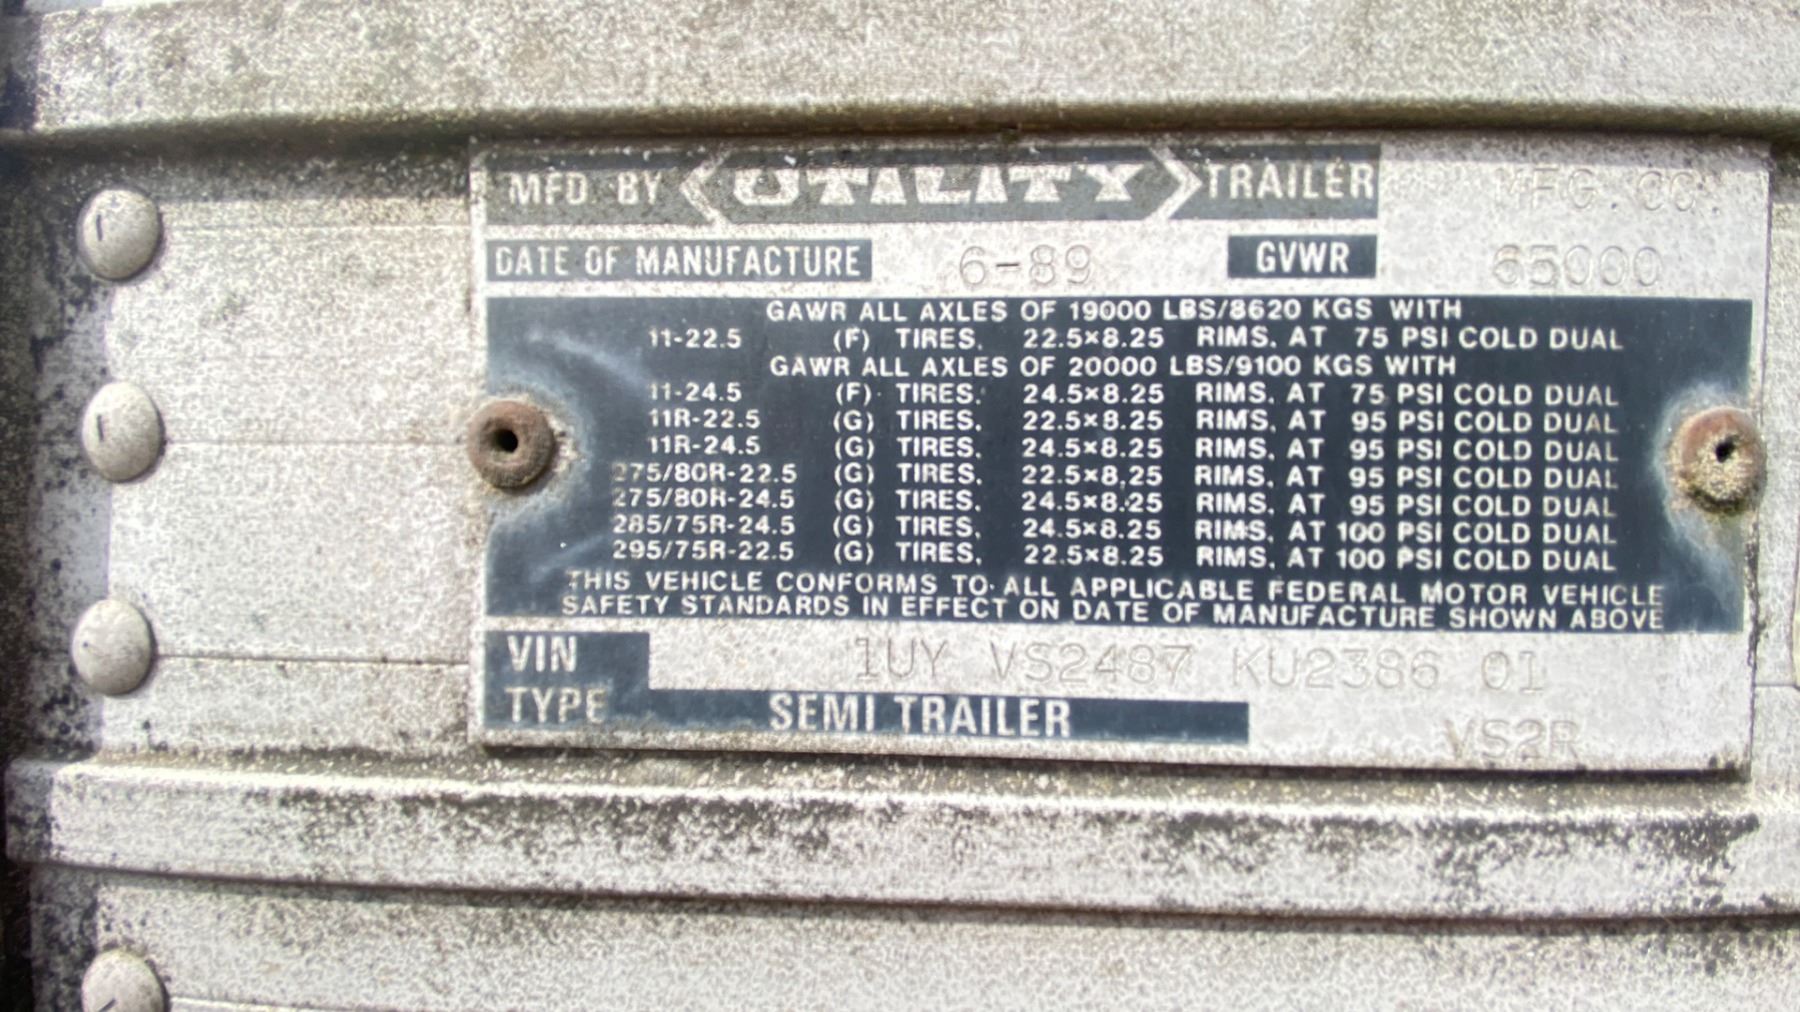 MFD. BY UTILITY TRAILER MFG. CO.
DATE OF MANUFACTURE 6-89 GVWR 65000
GAWR ALL AXLES OF 19000 LBS/8620 KGS WITH
11-22.5 (F) TIRES, 22.5×8.25 RIMS, AT 75 PSI COLD DUAL
GAWR ALL AXLES OF 20000 LBS/9100 KGS WITH
11-24.5 (F) TIRES, 24.5×8.25 RIMS, AT 75 PSI COLD DUAL
11R-22.5 (G) TIRES, 22.5×8.25 RIMS, AT 95 PSI COLD DUAL
11R-24.5 (G) TIRES, 24.5×8.25 RIMS, AT 95 PSI COLD DUAL
275/80R-22.5 (G) TIRES, 22.5×8.25 RIMS, AT 95 PSI COLD DUAL
275/80R-24.5 (G) TIRES, 24.5×8.25 RIMS, AT 95 PSI COLD DUAL
285/75R-24.5 (G) TIRES, 24.5×8.25 RIMS, AT 100 PSI COLD DUAL
295/75R-22.5 (G) TIRES, 22.5×8.25 RIMS, AT 100 PSI COLD DUAL
THIS VEHICLE CONFORMS TO ALL APPLICABLE FEDERAL MOTOR VEHICLE
SAFETY STANDARDS IN EFFECT ON DATE OF MANUFACTURE SHOWN ABOVE
VIN 1UY VS2487 KU2386 01
TYPE SEMI TRAILER VS2R